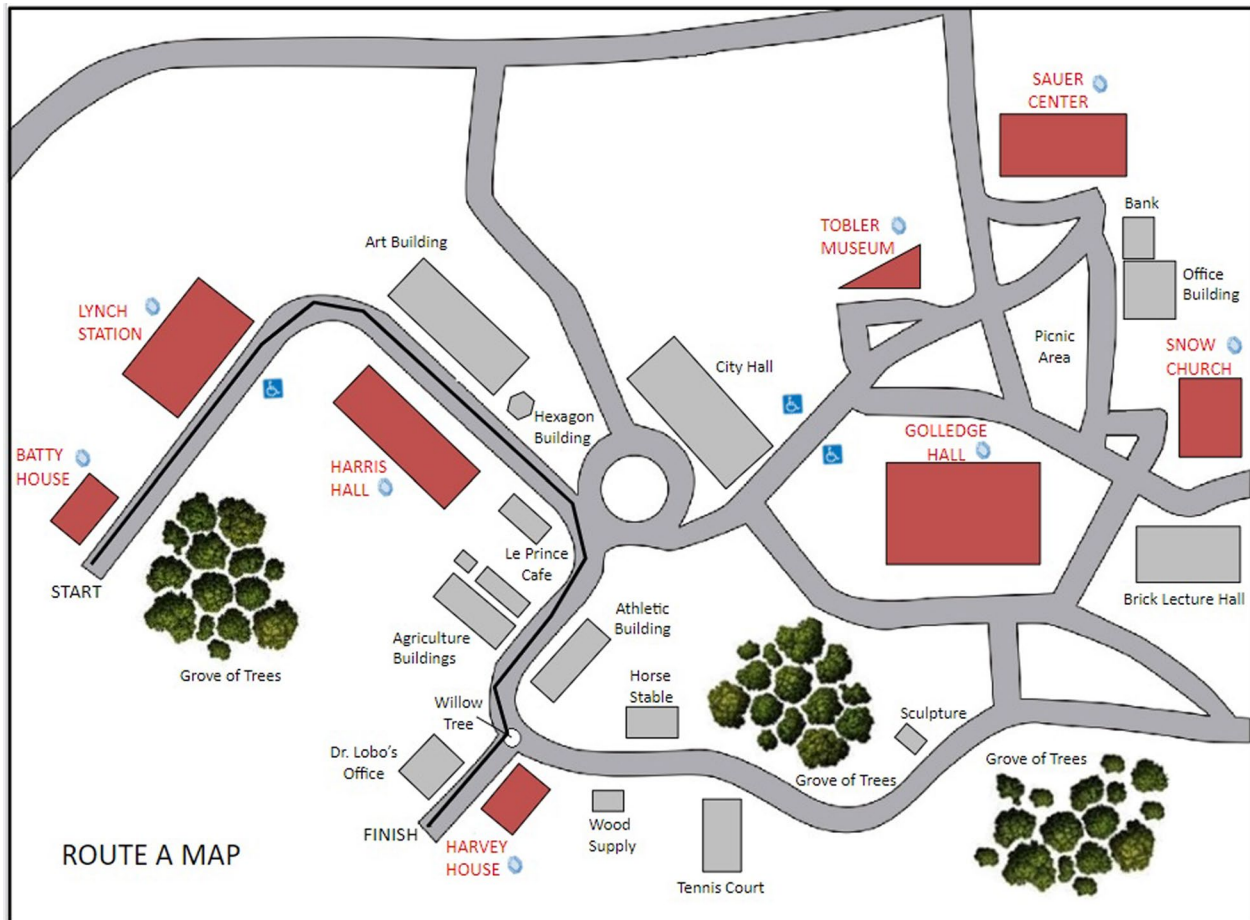 SAUER
CENTER
Bank
TOBLER
MUSEUM
Art Building
Office
Building
LYNCH
STATION
Picnic
Area
SNOW
CHURCH
City Hall
Hexagon
Building
GOLLEDGE
HALL
BATTY
HOUSE
HARRIS
HALL
Le Prince
Cafe
START
Brick Lecture Hall
Athletic
Building
Agriculture
Buildings
Grove of Trees
Horse
Stable
Willow
Tree
Sculpture
Dr. Lobo's
Office
Grove of Trees
Grove of Trees
FINISH
Wood
Supply
HARVEY
HOUSE
ROUTE A MAP
Tennis Court